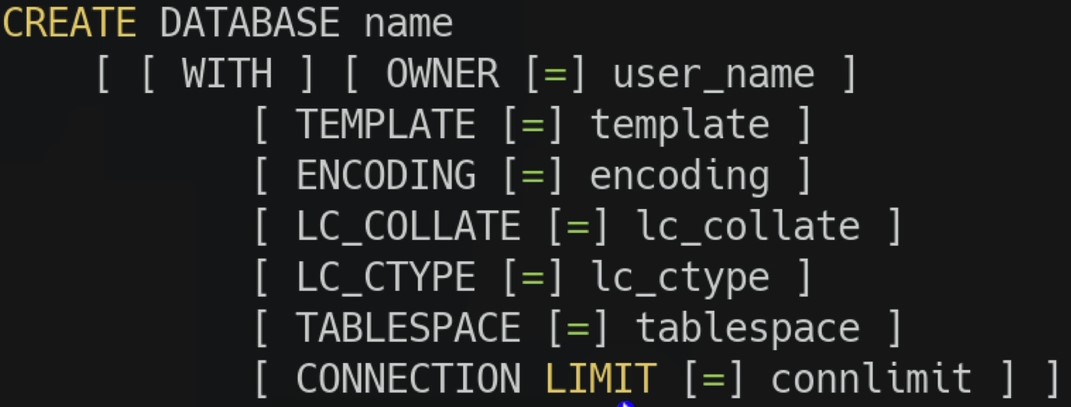 CREATE DATABASE name
[ [ WITH ] [ OWNER [=] user_name ]
[ TEMPLATE [=] template ]
[ ENCODING [=] encoding ]
[ LC_COLLATE [=] lc_collate ]
[ LC_CTYPE [=] lc_ctype ]
[ TABLESPACE [=] tablespace ]
[ CONNECTION LIMIT [=] connlimit ] ]